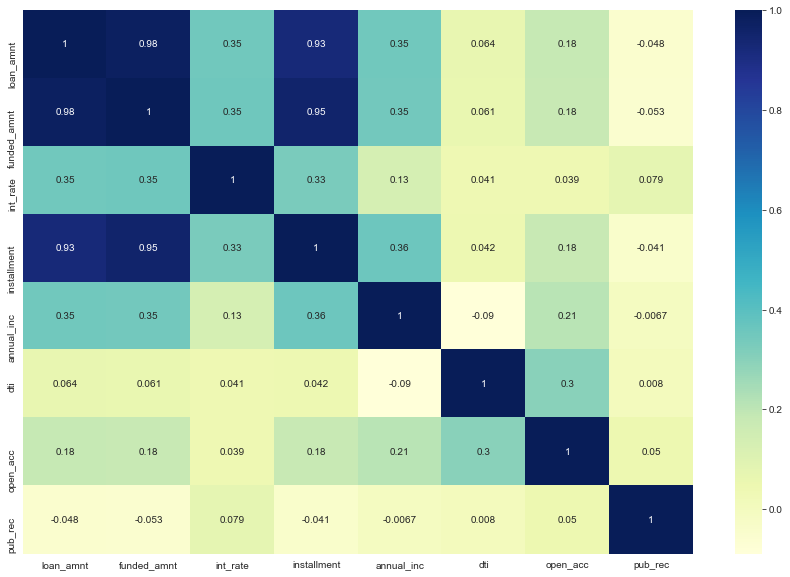 loan_amnt 1 0.98 0.35 0.93 0.35 0.064 0.18 -0.048
funded_amnt 0.98 1 0.35 0.95 0.35 0.061 0.18 -0.053
int_rate 0.35 0.35 1 0.33 0.13 0.041 0.039 0.079
installment 0.93 0.95 0.33 1 0.36 0.042 0.18 -0.041
annual_inc 0.35 0.35 0.13 0.36 1 -0.09 0.21 -0.0067
dti 0.064 0.061 0.041 0.042 -0.09 1 0.3 0.008
open_acc 0.18 0.18 0.039 0.18 0.21 0.3 1 0.05
pub_rec -0.048 -0.053 0.079 -0.041 -0.0067 0.008 0.05 1
loan_amnt funded_amnt int_rate installment annual_inc dti open_acc pub_rec
1.0
0.8
0.6
0.4
0.2
0.0